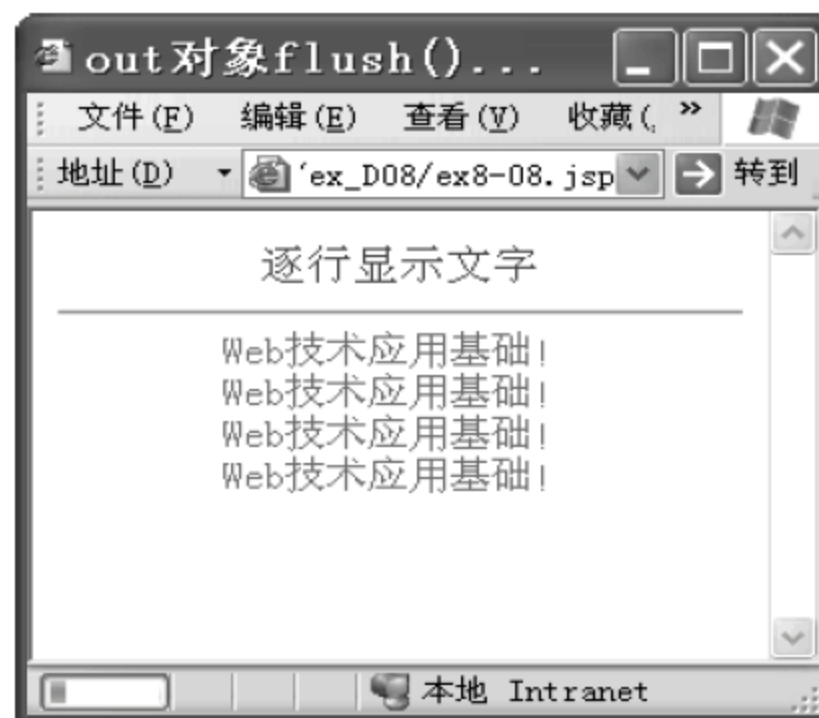 out对象flush()...
文件(F) 编辑(E) 查看(V) 收藏( »
地址(D) ex_D08/ex8-08.jsp 转到
逐行显示文字
Web技术应用基础!
Web技术应用基础!
Web技术应用基础!
Web技术应用基础!
本地 Intranet